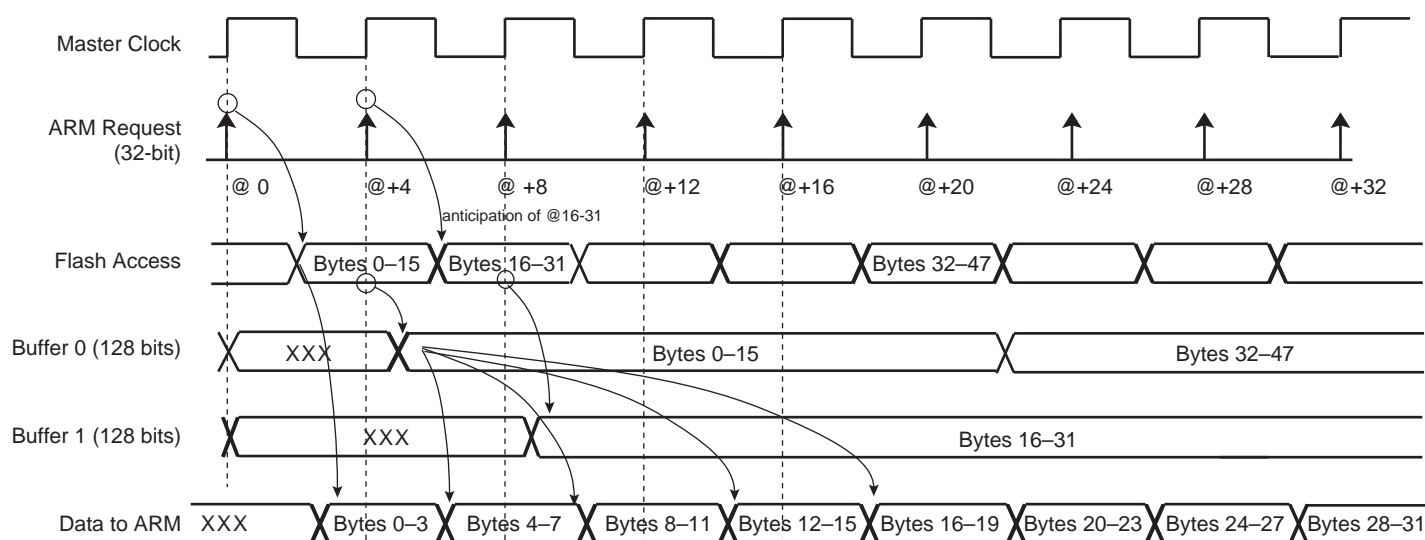 Master Clock
ARM Request
(32-bit)
@ 0 @+4 @ +8 @+12 @+16 @+20 @+24 @+28 @+32
anticipation of @16-31
Flash Access Bytes 0–15 Bytes 16–31 Bytes 32–47
Buffer 0 (128 bits) XXX Bytes 0–15 Bytes 32–47
Buffer 1 (128 bits) XXX Bytes 16–31
Data to ARM XXX Bytes 0–3 Bytes 4–7 Bytes 8–11 Bytes 12–15 Bytes 16–19 Bytes 20–23 Bytes 24–27 Bytes 28–31